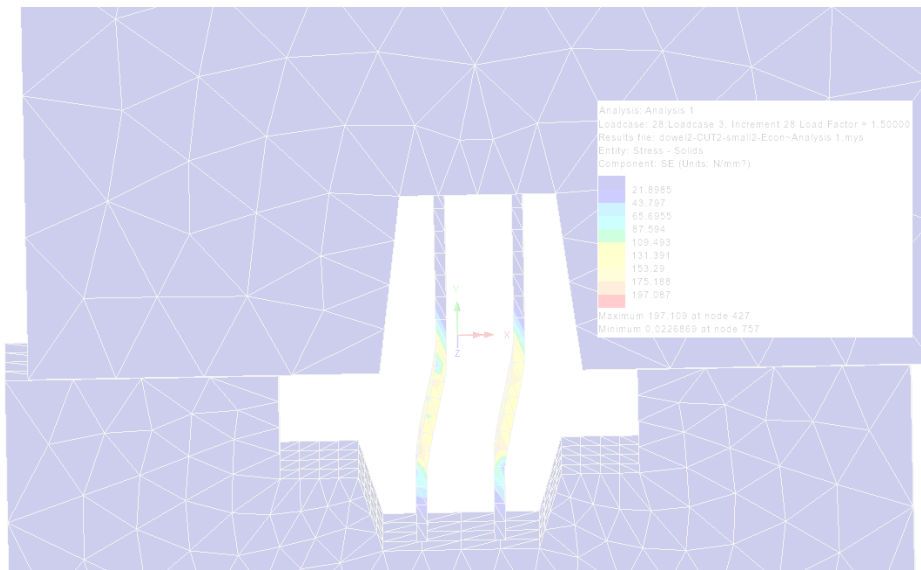 Analysis: Analysis 1
Loadcase: 28:Loadcase 3, Increment 28 Load Factor = 1.50000
Results file: dowel2-CUT2-small2-Econ~Analysis 1.mys
Entity: Stress - Solids
Component: SE (Units: N/mm?)
21.8985
43.797
65.6955
87.594
109.493
131.391
153.29
175.188
197.087
Maximum 197.109 at node 427
Minimum 0.0226869 at node 757
Y
X
Z